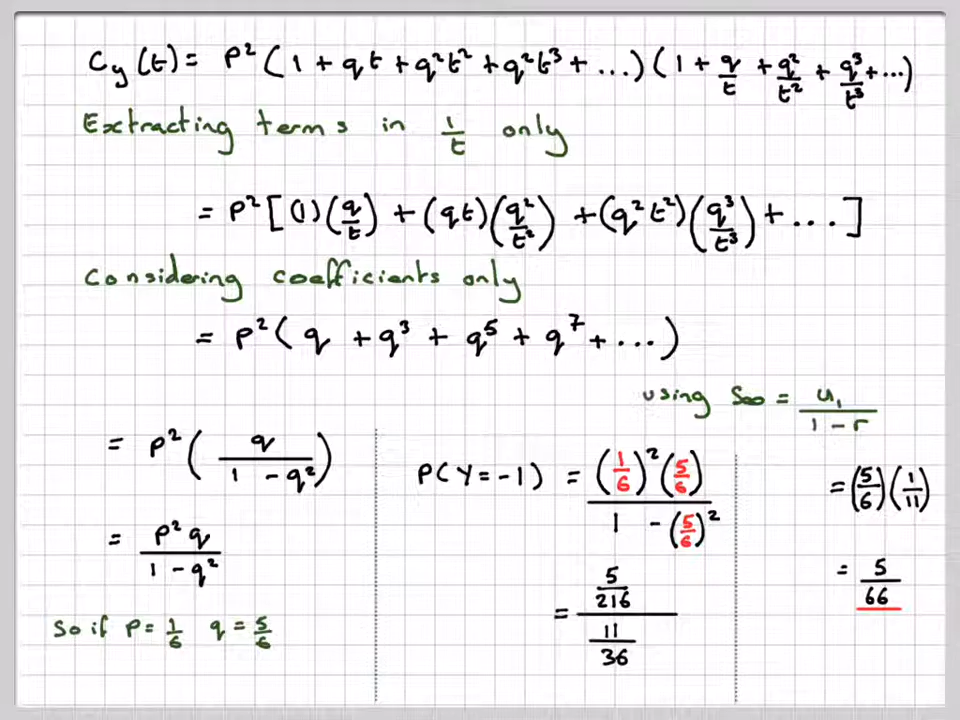 C_y(t) = p²(1 + qt + q²t² + q²t³ + ...)(1 + q/t + q²/t² + q³/t³ + ...)
Extracting terms in 1/t only
= p²[(1)(q/t) + (qt)(q²/t²) + (q²t²)(q³/t³) + ...]
Considering coefficients only
= p²(q + q³ + q⁵ + q⁷ + ...)
using S∞ = u₁/(1 - r)
= p²(q/(1 - q²))
= p²q/(1 - q²)
So if p = 1/6 q = 5/6
P(Y = -1) = (1/6)²(5/6)/(1 - (5/6)²)
= (5/216)/(11/36)
= (5/6)(1/11)
= 5/66